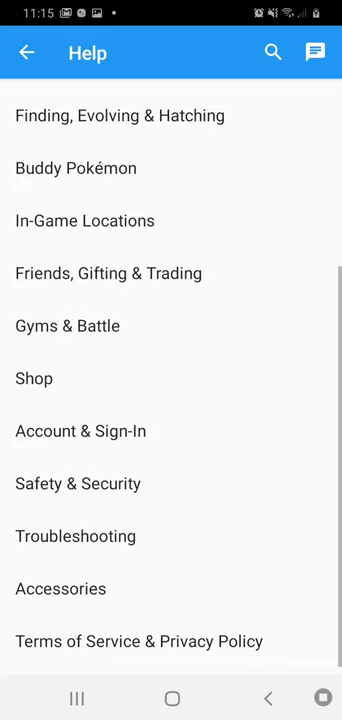 11:15
Help
Finding, Evolving & Hatching
Buddy Pokémon
In-Game Locations
Friends, Gifting & Trading
Gyms & Battle
Shop
Account & Sign-In
Safety & Security
Troubleshooting
Accessories
Terms of Service & Privacy Policy